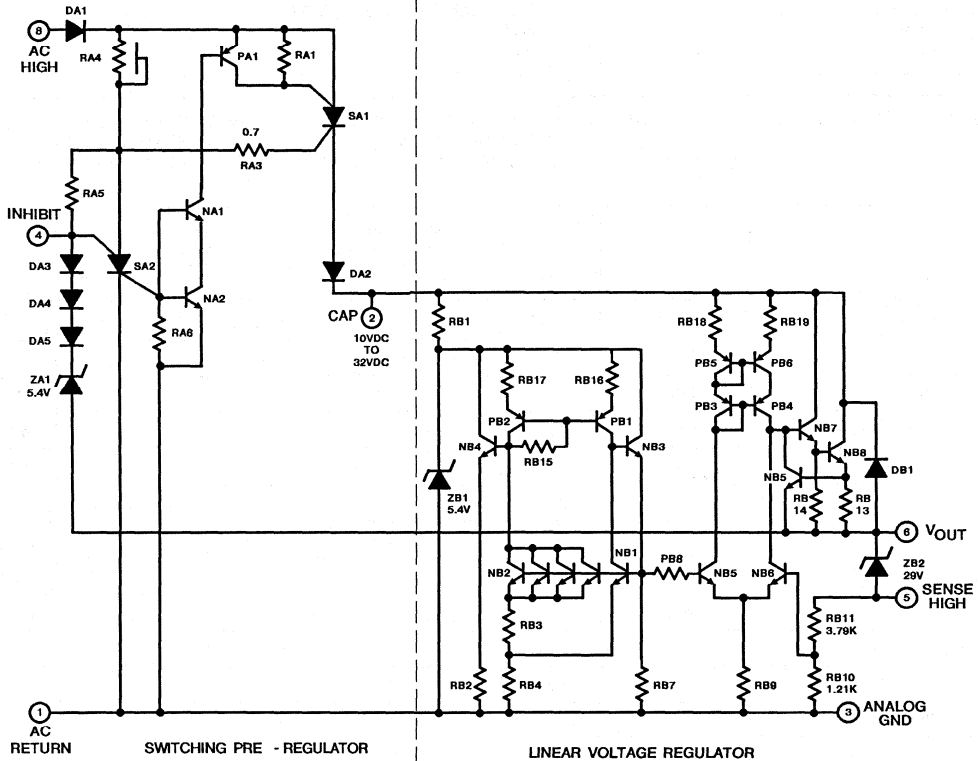 DA1
8
AC
HIGH
RA4
PA1
RA1
SA1
0.7
RA3
RA5
INHIBIT
4
NA1
DA3
SA2
DA2
DA4
NA2
CAP
2
10VDC
TO
32VDC
DA5
RA6
ZA1
5.4V
RB1
RB18
RB19
PB5
PB6
RB17
RB16
PB3
PB4
PB2
PB1
NB7
NB4
NB3
NB8
RB15
DB1
NB5
ZB1
5.4V
RB
14
RB
13
6
VOUT
NB1
PB8
ZB2
29V
NB2
NB5
NB6
5
SENSE
HIGH
RB3
RB11
3.79K
RB2
RB4
RB7
RB9
RB10
1.21K
1
AC
RETURN
3
ANALOG
GND
SWITCHING PRE - REGULATOR
LINEAR VOLTAGE REGULATOR